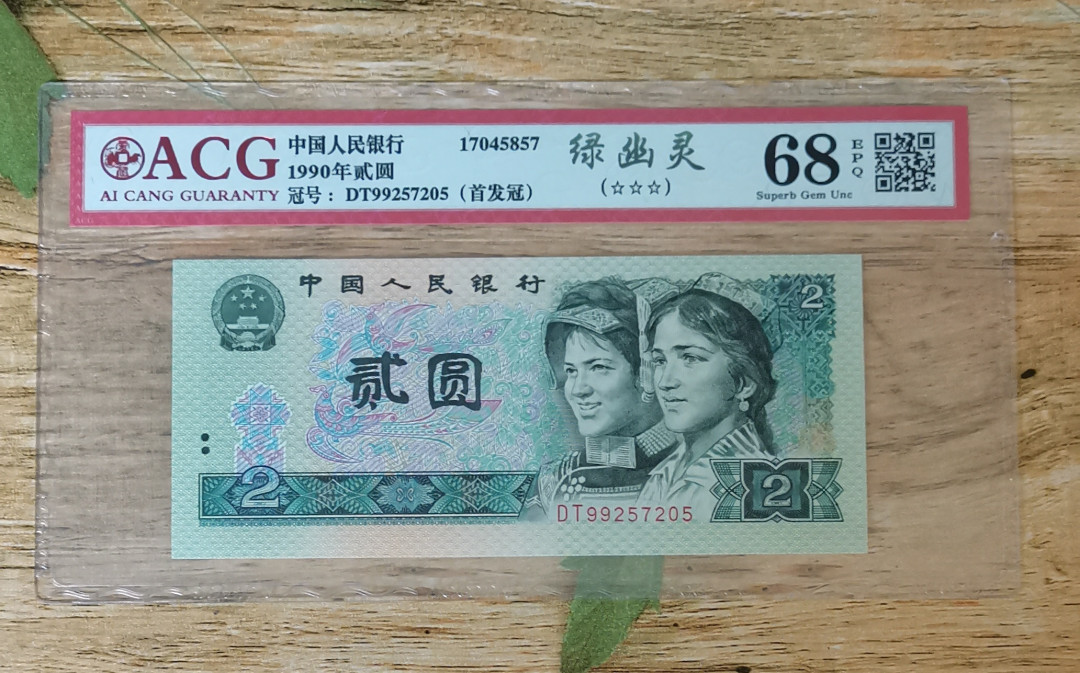 ACG
AI CANG GUARANTY
中国人民银行 17045857
1990年贰圆
冠号： DT99257205（首发冠）
绿幽灵
(☆☆☆)
68
EPQ
Superb Gem Unc
ACG
中国人民银行
2
贰圆
2
DT99257205
2